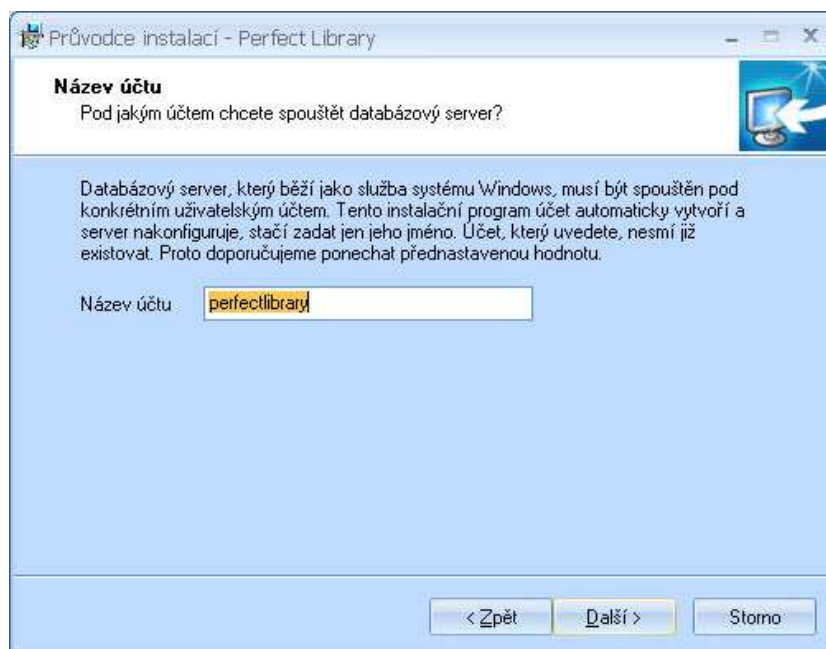 Průvodce instalací - Perfect Library
Název účtu
Pod jakým účtem chcete spouštět databázový server?
Databázový server, který běží jako služba systému Windows, musí být spouštěn pod
konkrétním uživatelským účtem. Tento instalační program účet automaticky vytvoří a
server nakonfiguruje, stačí zadat jen jeho jméno. Účet, který uvedete, nesmí již
existovat. Proto doporučujeme ponechat přednastavenou hodnotu.
Název účtu perfectlibrary
< Zpět Další > Storno